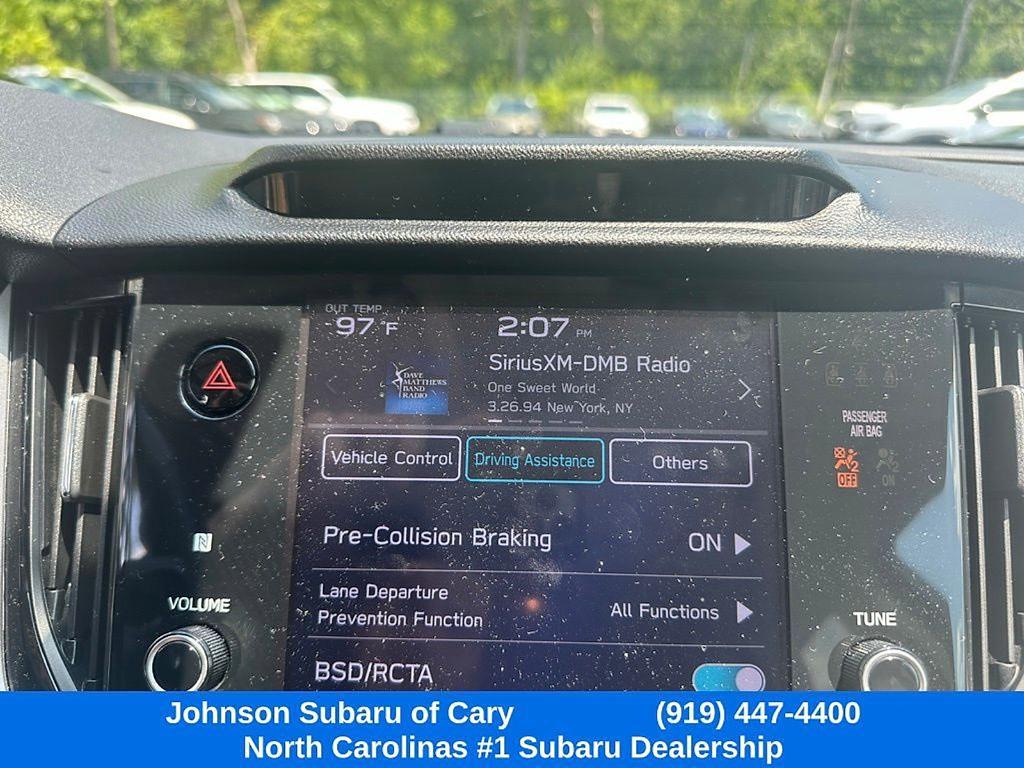 OUT TEMP
97 °F
2:07 PM
SiriusXM-DMB Radio
DAVE
MATTHEWS
BAND
RADIO
One Sweet World
3.26.94 New York, NY
Vehicle Control
Driving Assistance
Others
PASSENGER
AIR BAG
2
OFF
ON
Pre-Collision Braking
ON
Lane Departure
Prevention Function
All Functions
BSD/RCTA
VOLUME
TUNE
Johnson Subaru of Cary (919) 447-4400
North Carolinas #1 Subaru Dealership